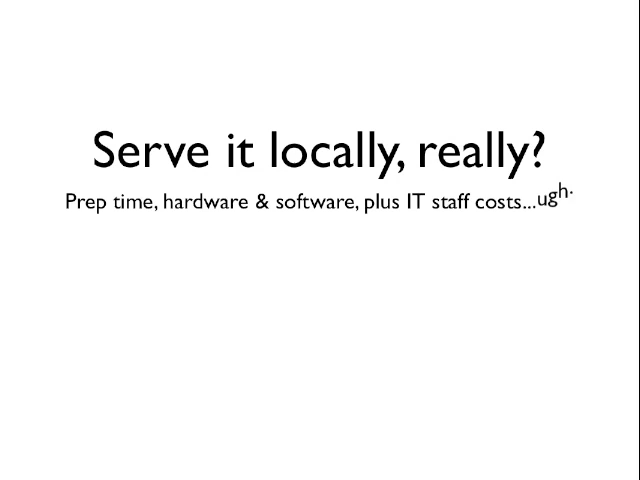 Serve it locally, really?
Prep time, hardware & software, plus IT staff costs...ugh.